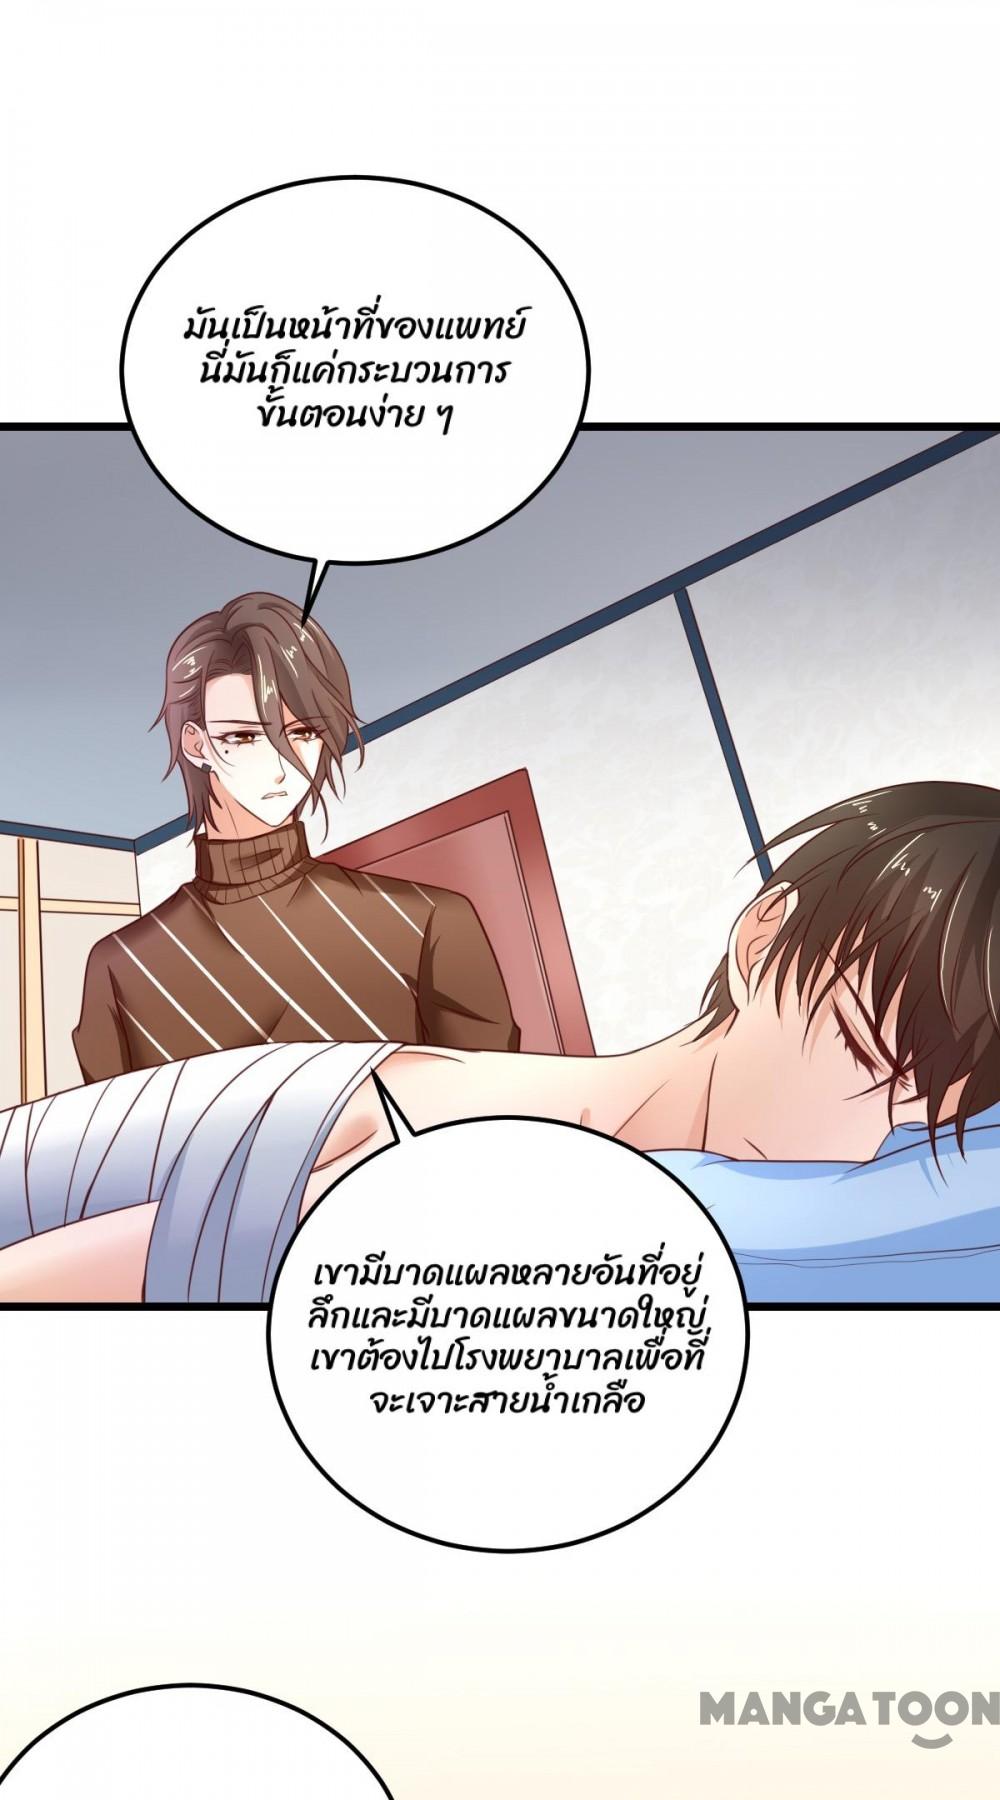 มันเป็นหน้าที่ของแพทย์
นี่มันก็แค่กระบวนการ
ขั้นตอนง่าย ๆ
เขามีบาดแผลหลายอันที่อยู่
ลึกและมีบาดแผลขนาดใหญ่
เขาต้องไปโรงพยาบาลเพื่อที่
จะเจาะสายน้ำเกลือ
MANGATOON